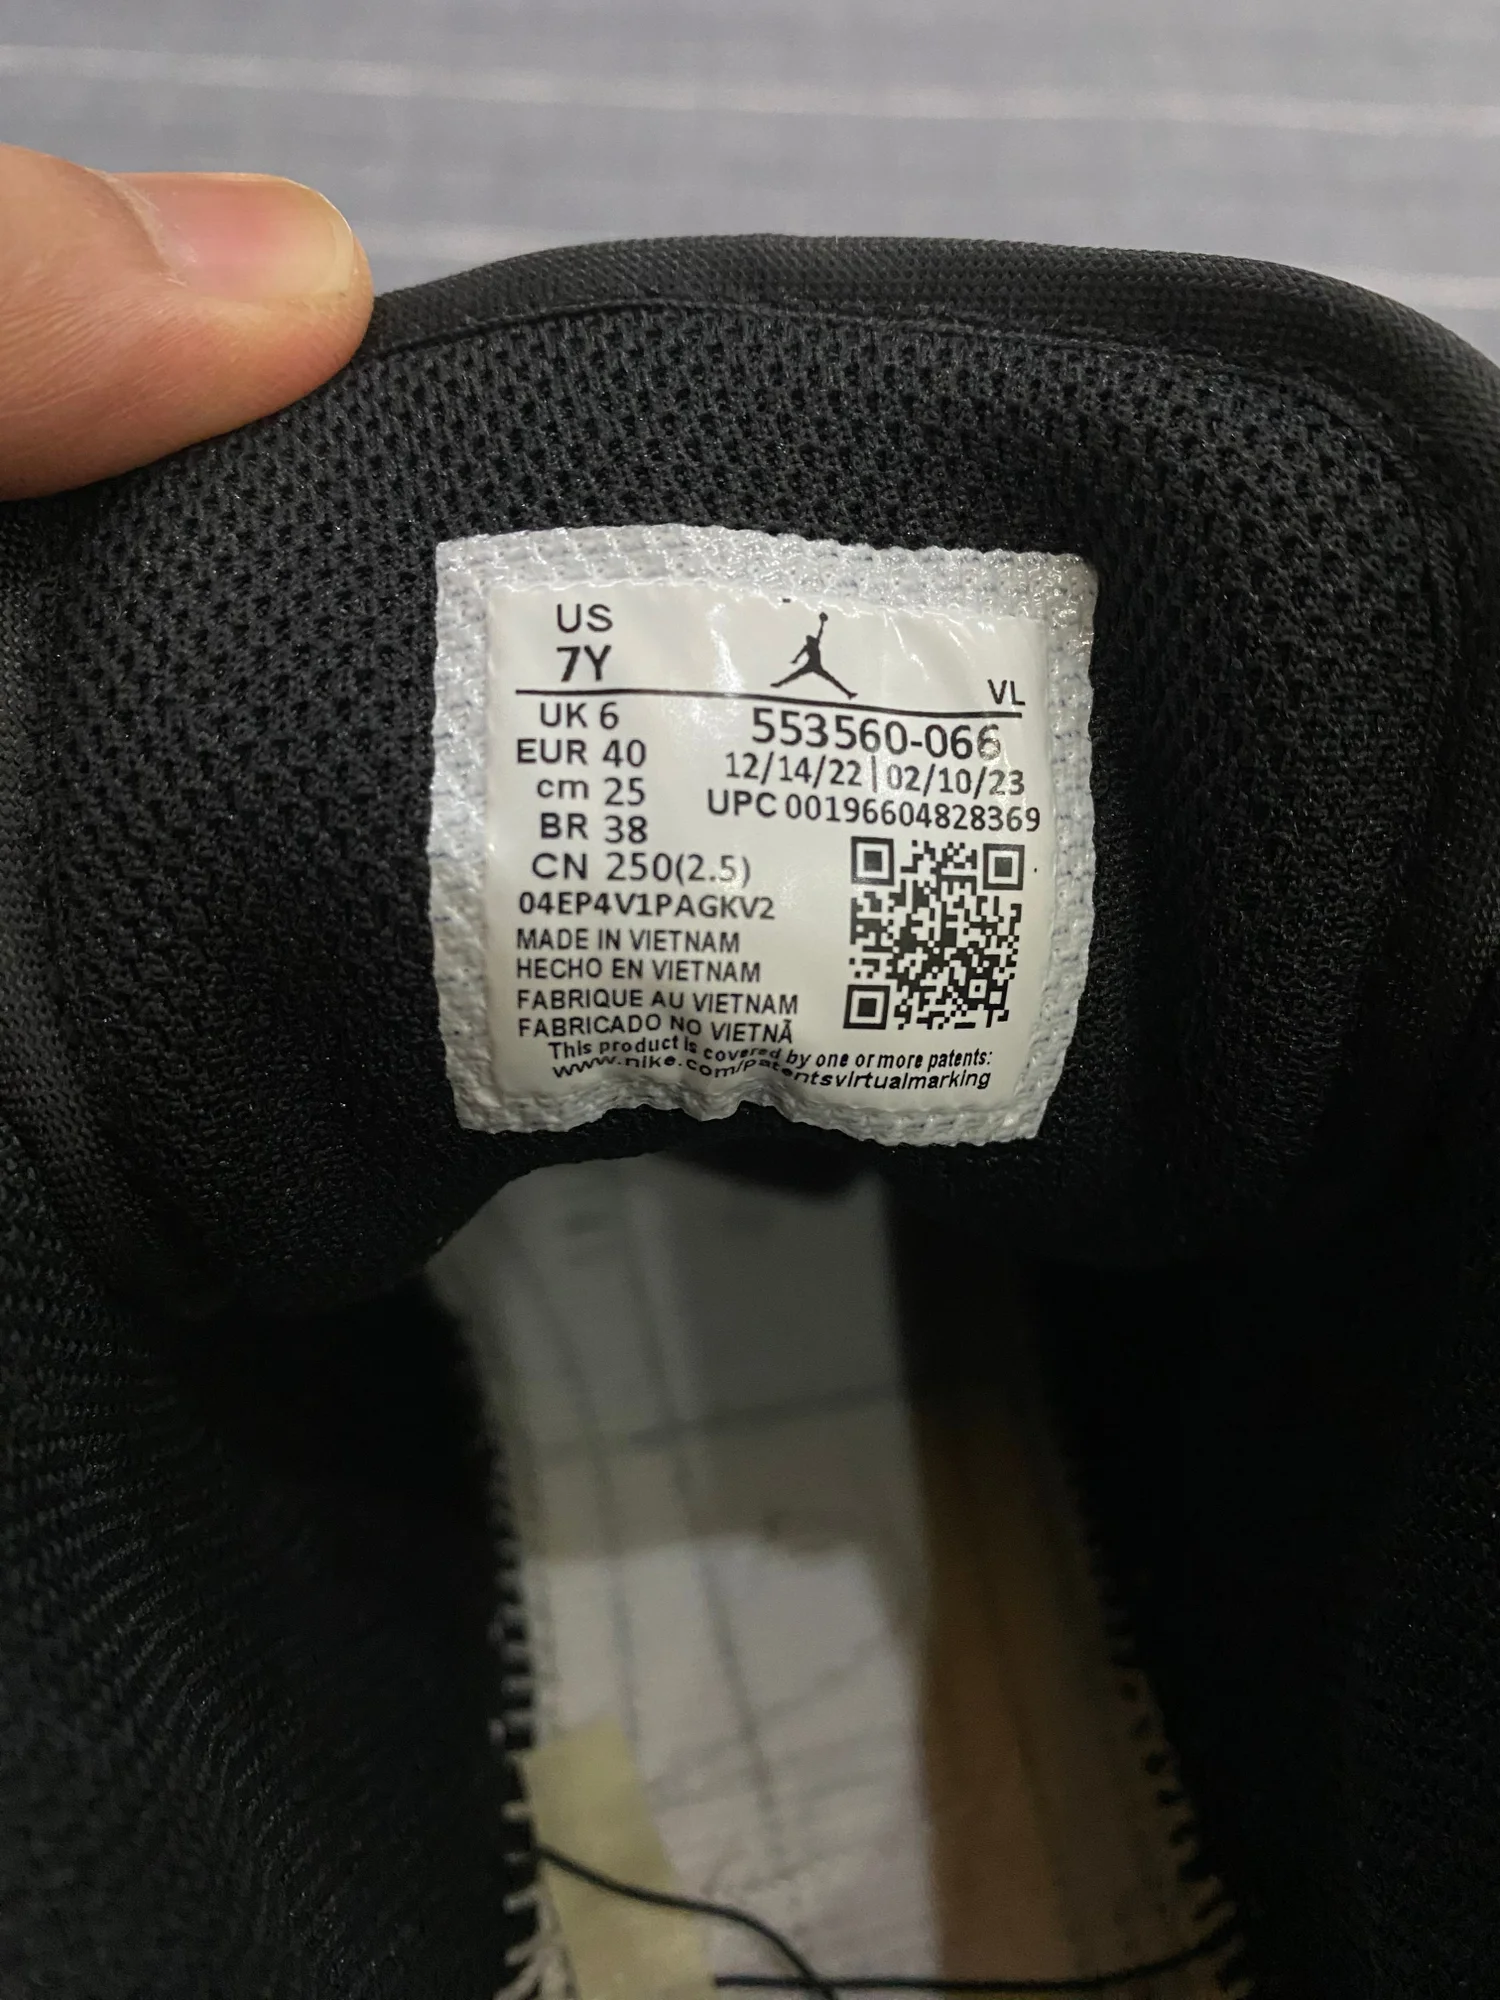 US
7Y
VL
UK 6
EUR 40
cm 25
BR 38
CN 250(2.5)
553560-066
12/14/22|02/10/23
UPC 00196604828369
04EP4V1PAGKV2
MADE IN VIETNAM
HECHO EN VIETNAM
FABRIQUE AU VIETNAM
FABRICADO NO VIETNÃ
This product is covered by one or more patents:
www.nike.com/patentsvirtualmarking